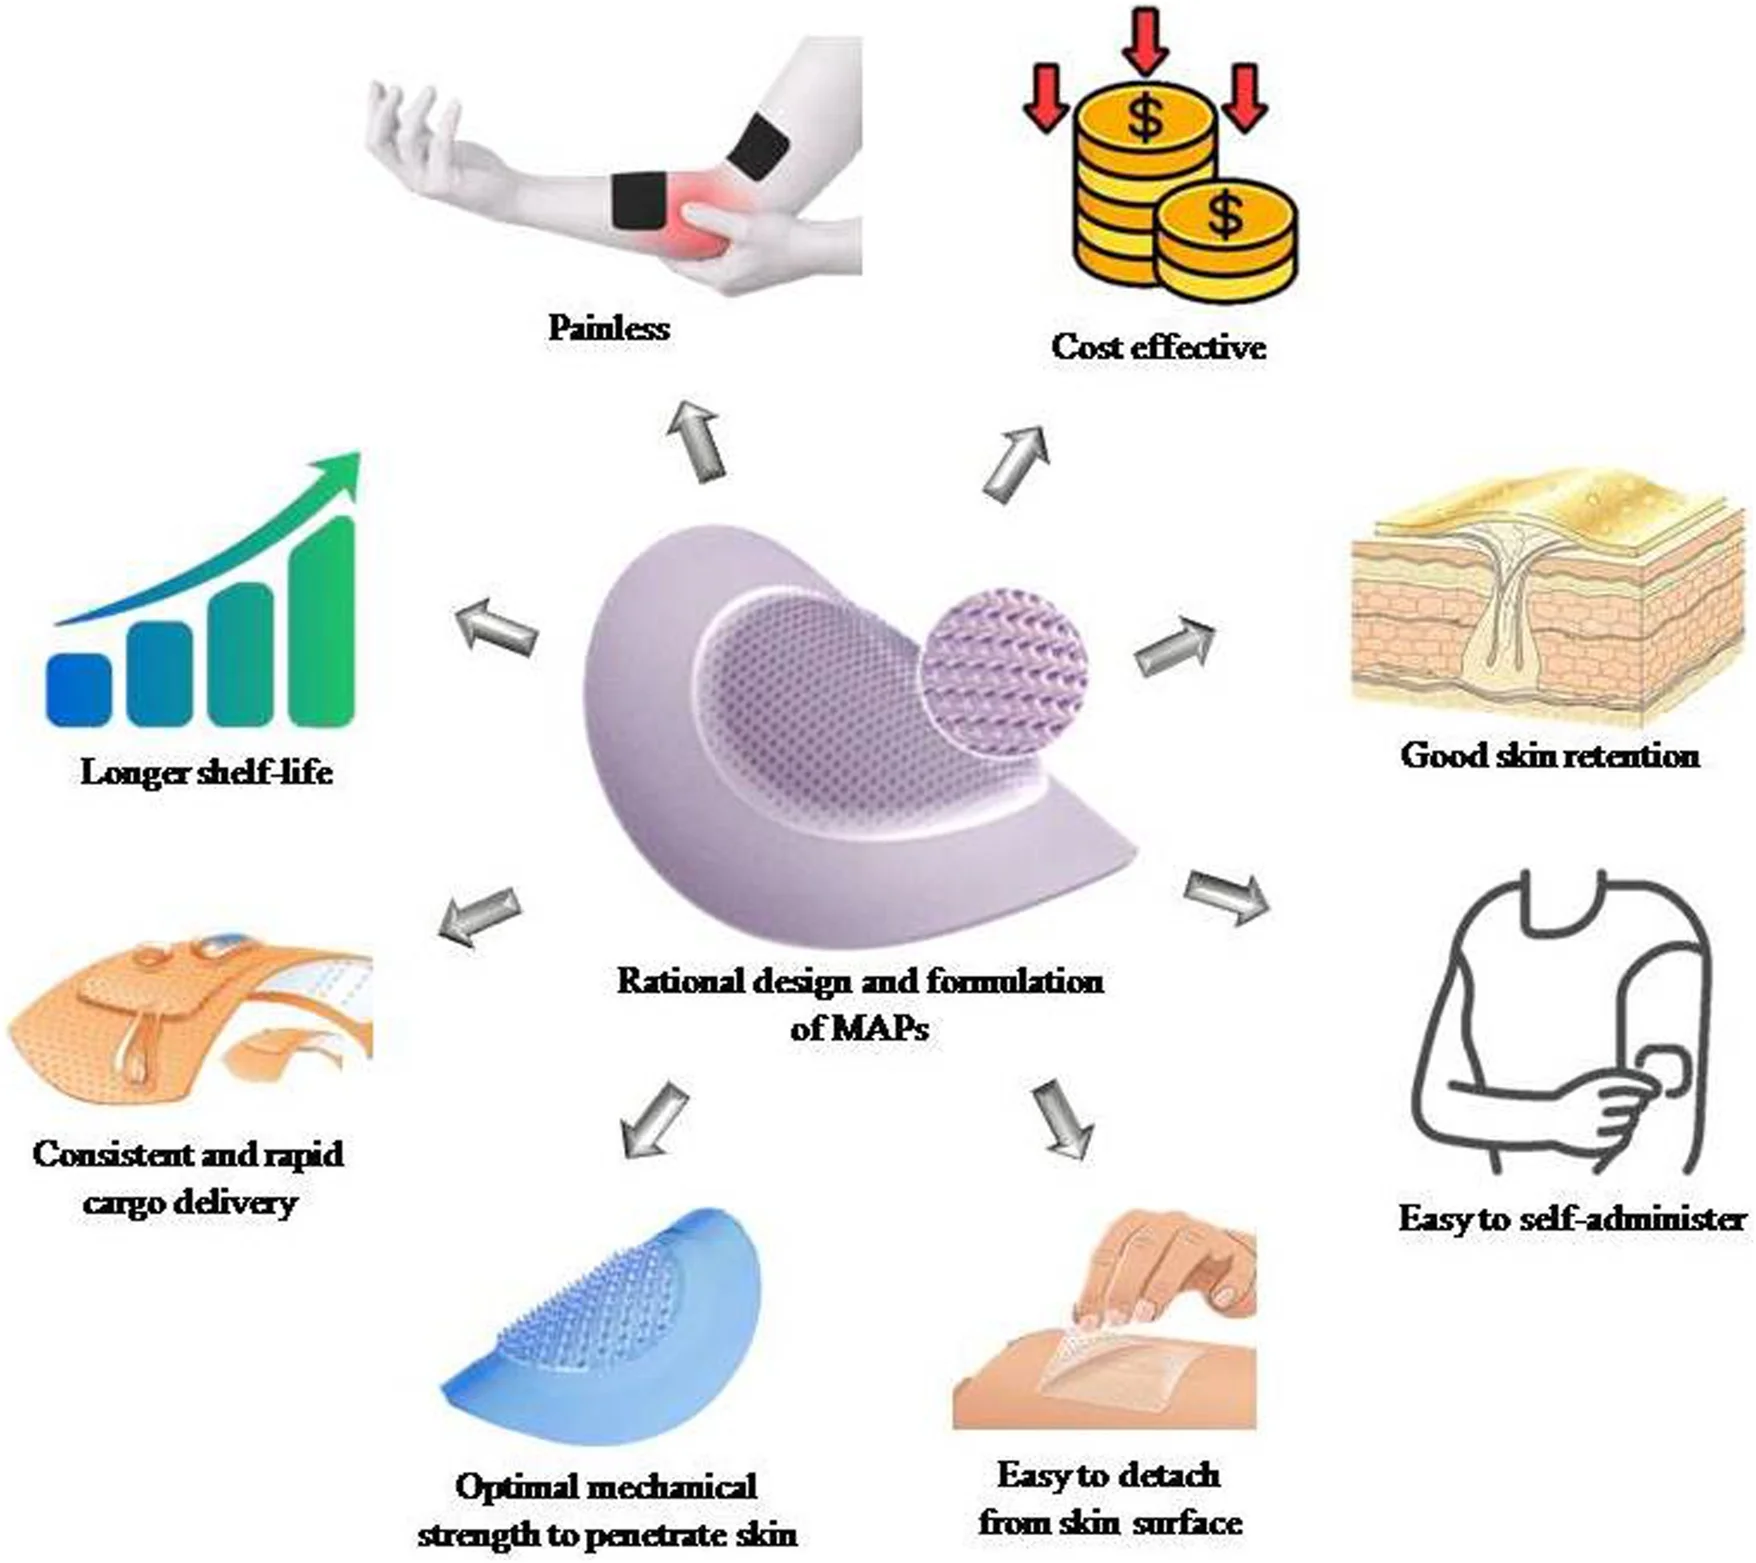 $
$
Painless
Cost effective
Longer shelf-life
Good skin retention
Rational design and formulation
of MAPs
Consistent and rapid
cargo delivery
Easy to self-administer
Optimal mechanical
strength to penetrate skin
Easy to detach
from skin surface